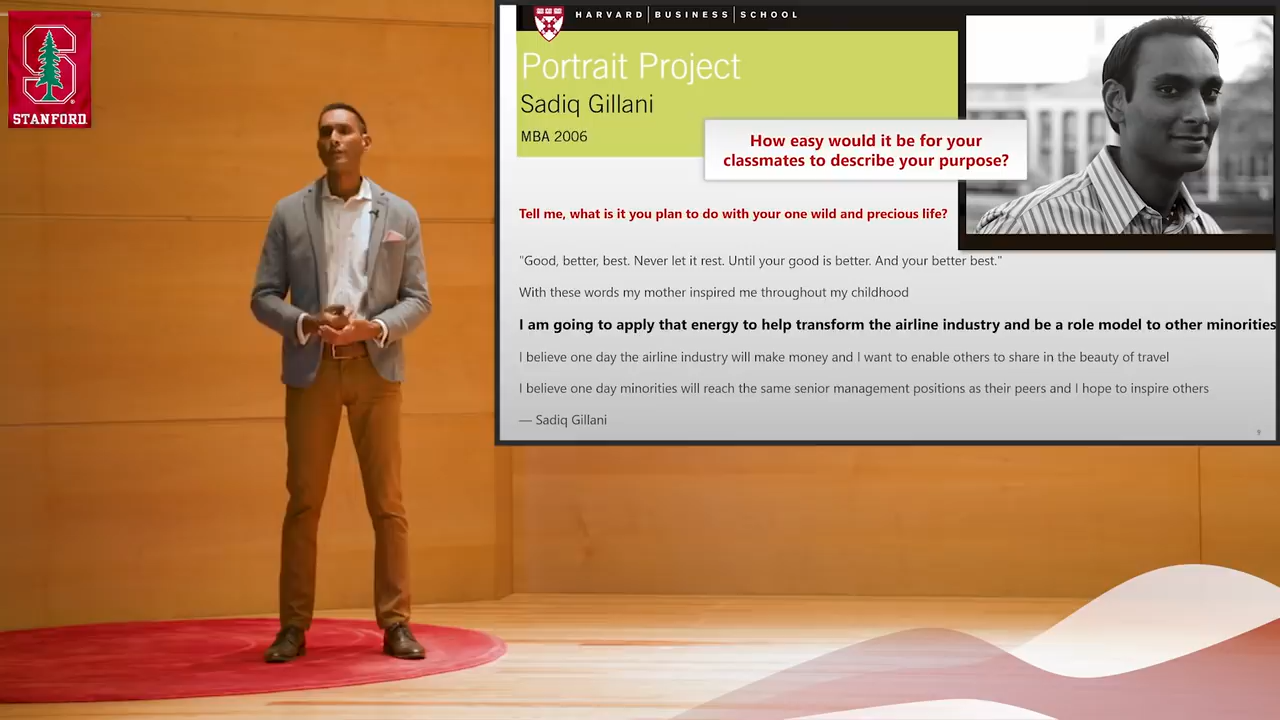 STANFORD
HARVARD BUSINESS SCHOOL
Portrait Project
Sadiq Gillani
MBA 2006
How easy would it be for your
classmates to describe your purpose?
Tell me, what is it you plan to do with your one wild and precious life?
"Good, better, best. Never let it rest. Until your good is better. And your better best."
With these words my mother inspired me throughout my childhood
I am going to apply that energy to help transform the airline industry and be a role model to other minorities
I believe one day the airline industry will make money and I want to enable others to share in the beauty of travel
I believe one day minorities will reach the same senior management positions as their peers and I hope to inspire others
— Sadiq Gillani
9